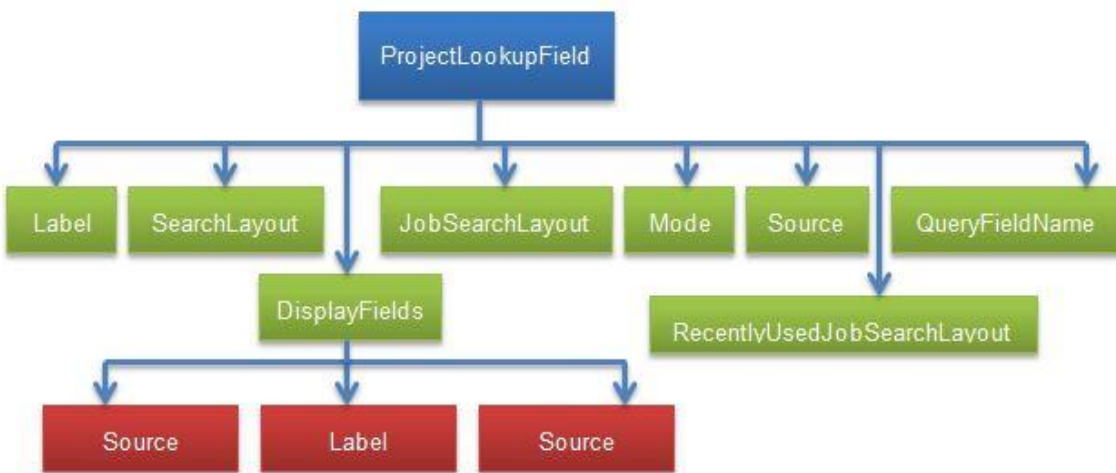 ProjectLookupField
Label
SearchLayout
JobSearchLayout
Mode
Source
QueryFieldName
DisplayFields
RecentlyUsedJobSearchLayout
Source
Label
Source